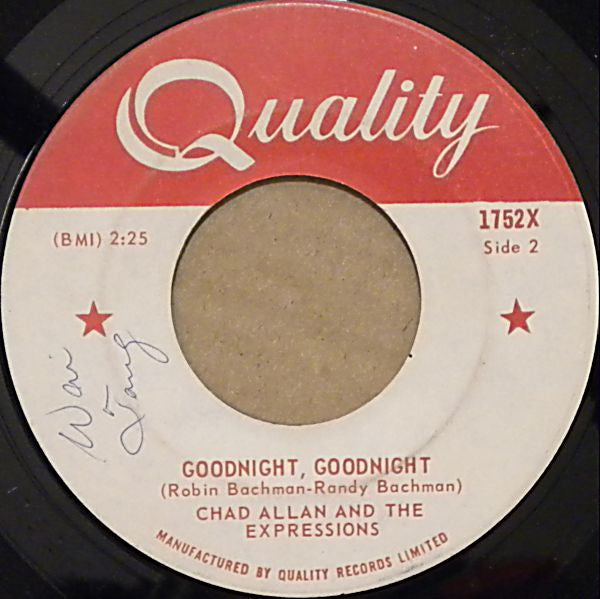 Quality
(BMI) 2:25
1752X
Side 2
Wai
GOODNIGHT, GOODNIGHT
(Robin Bachman-Randy Bachman)
CHAD ALLAN AND THE
EXPRESSIONS
MANUFACTURED BY QUALITY RECORDS LIMITED